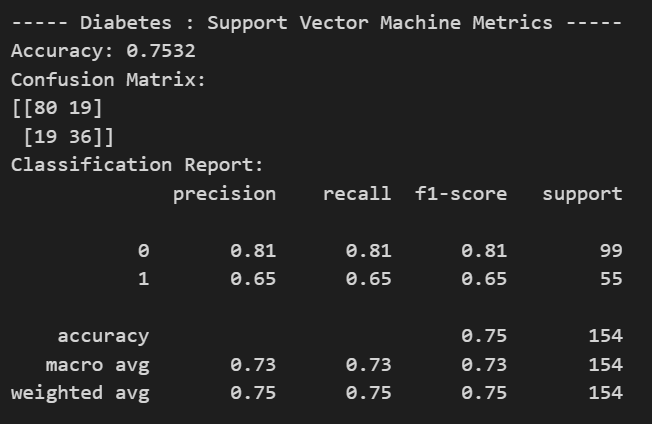 ----- Diabetes : Support Vector Machine Metrics -----
Accuracy: 0.7532
Confusion Matrix:
[[80 19]
 [19 36]]
Classification Report:
              precision    recall  f1-score   support

           0       0.81      0.81      0.81        99
           1       0.65      0.65      0.65        55

    accuracy                           0.75       154
   macro avg       0.73      0.73      0.73       154
weighted avg       0.75      0.75      0.75       154